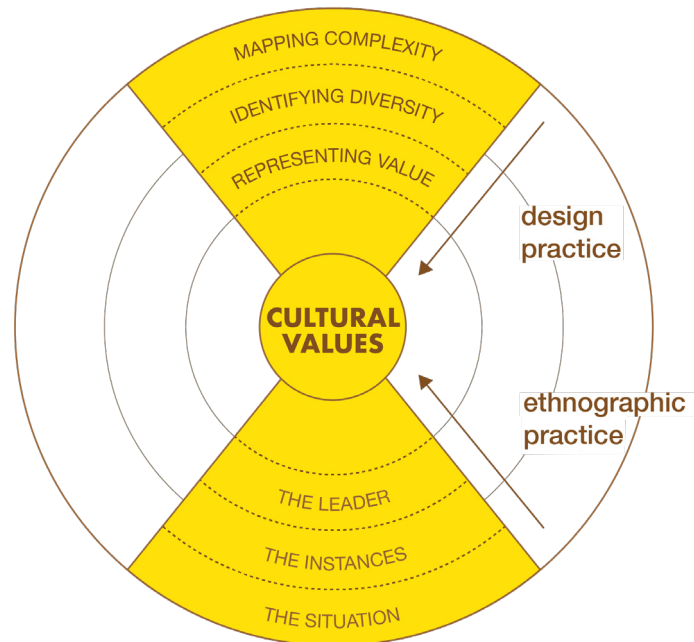 MAPPING COMPLEXITY
IDENTIFYING DIVERSITY
REPRESENTING VALUE
design
practice
CULTURAL
VALUES
ethnographic
practice
THE LEADER
THE INSTANCES
THE SITUATION